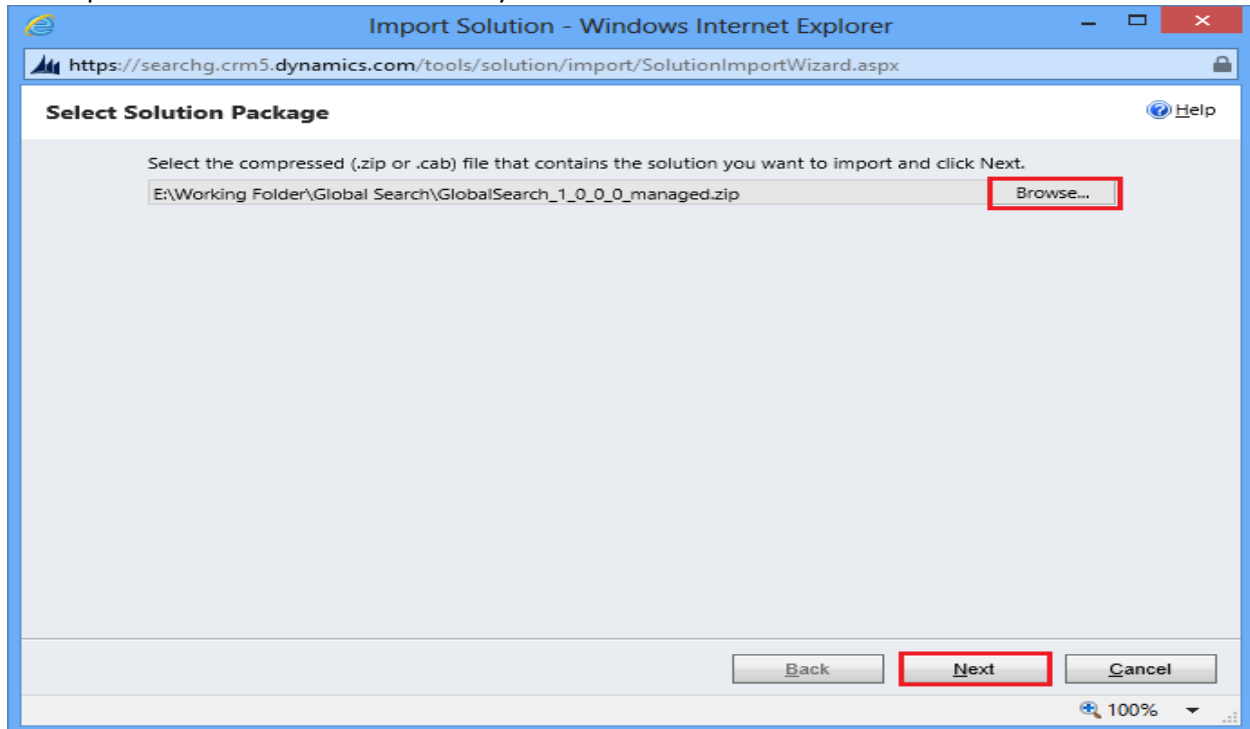 Import Solution - Windows Internet Explorer
https://searchg.crm5.dynamics.com/tools/solution/import/SolutionImportWizard.aspx
Select Solution Package
Help
Select the compressed (.zip or .cab) file that contains the solution you want to import and click Next.
E:\Working Folder\Global Search\GlobalSearch_1_0_0_0_managed.zip Browse...
Back Next Cancel
100%